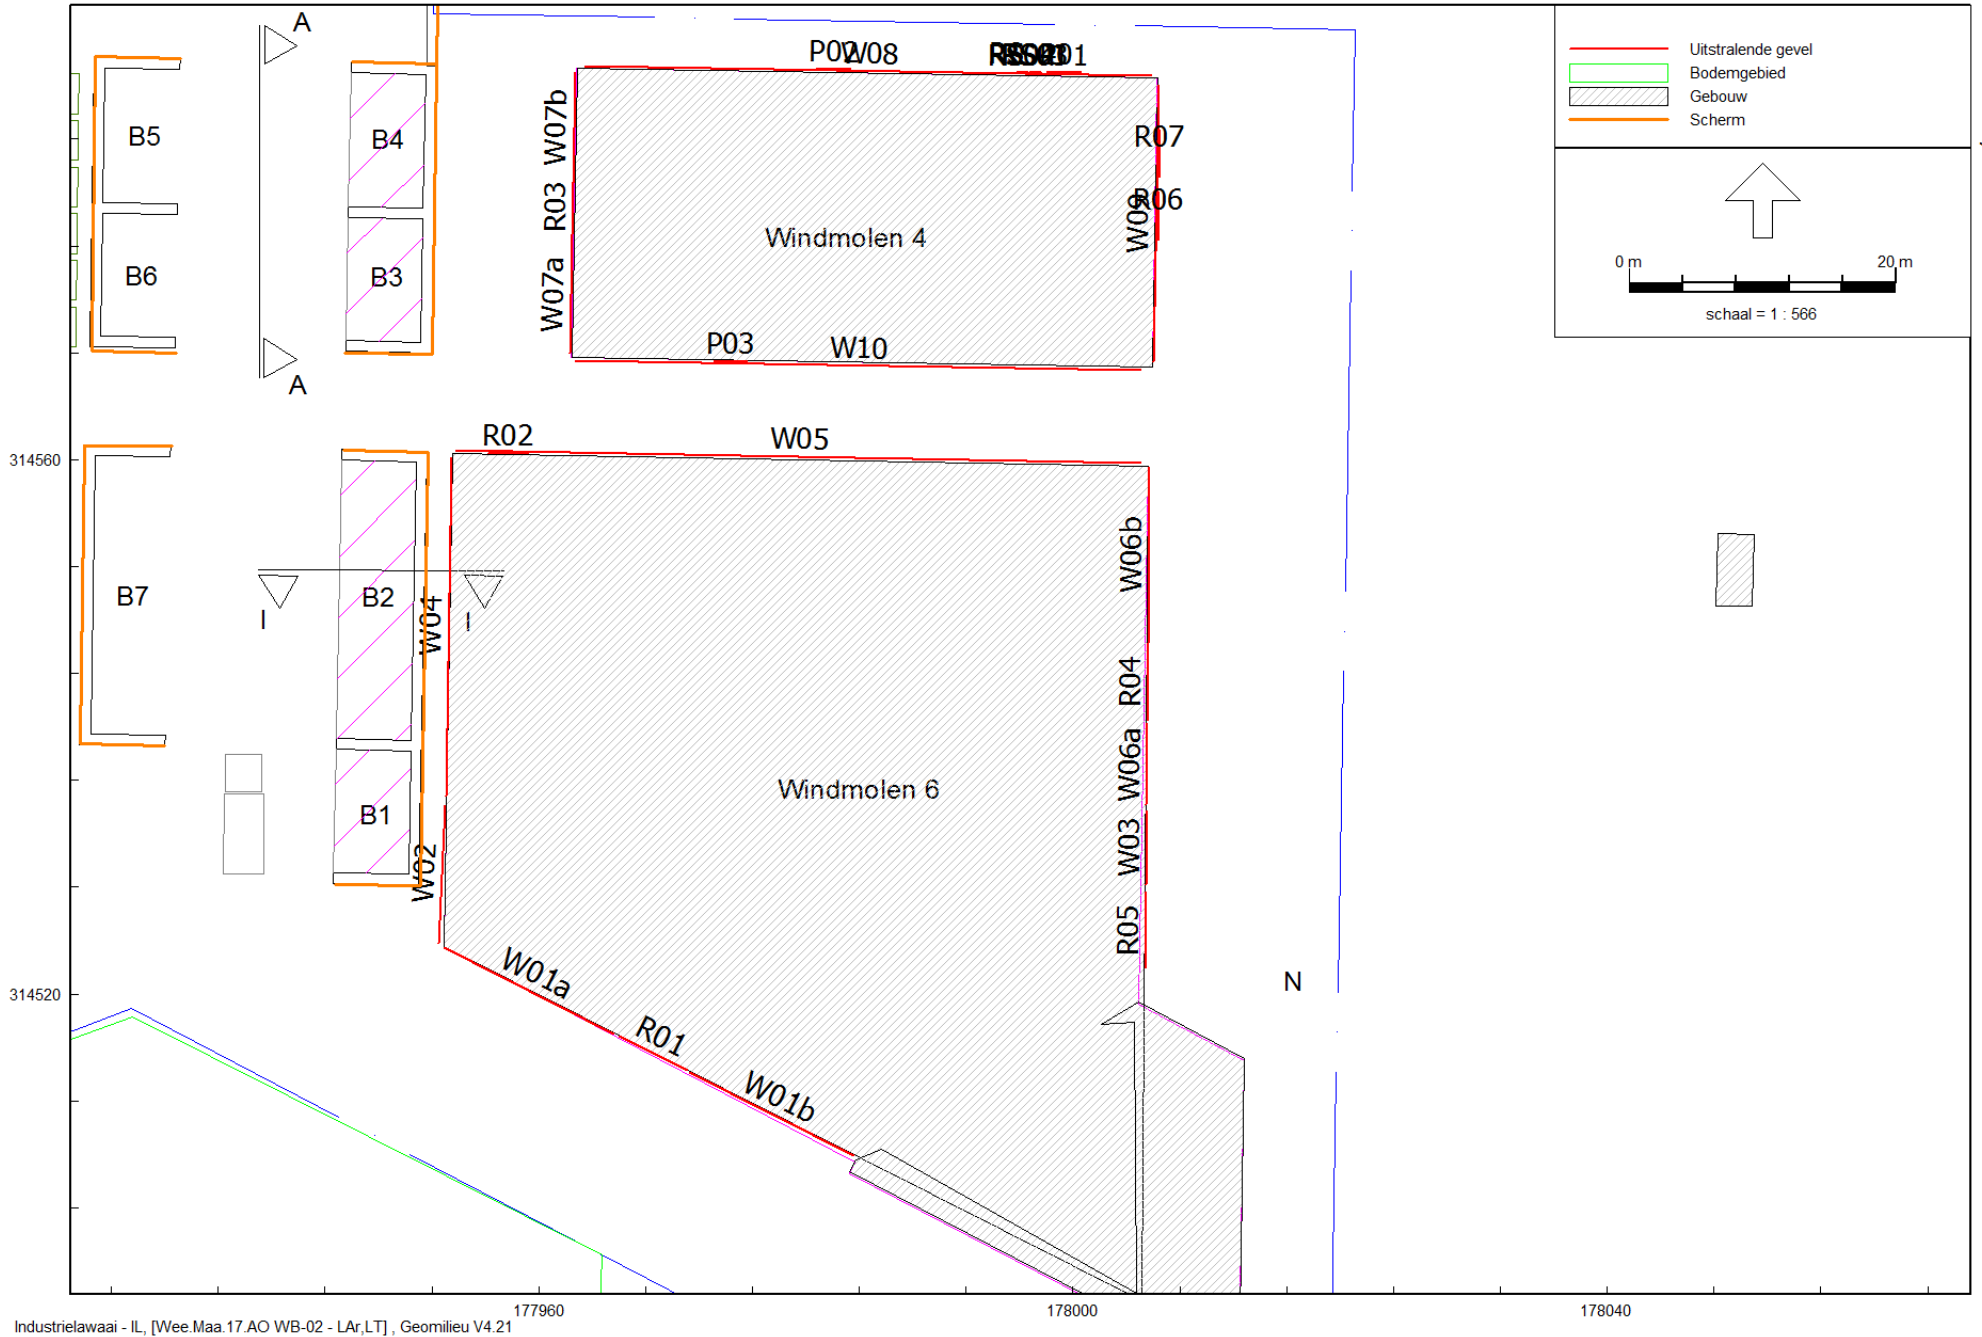 A
P02
W08
Uitstralende gevel
Bodemgebied
Gebouw
Scherm
B5
B4
W07b
R07
R03
R06
W09
Windmolen 4
0 m
20 m
schaal = 1 : 566
B6
B3
W07a
P03
W10
A
R02
W05
314560
W06b
B7
B2
W04
I
I
R04
W06a
Windmolen 6
B1
W03
W02
R05
W01a
N
314520
R01
W01b
177960
178000
178040
Industrielawaai - IL, [Wee.Maa.17.AO WB-02 - LAr,LT] , Geomilieu V4.21